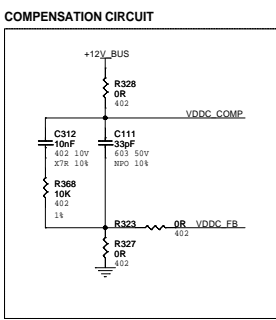 COMPENSATION CIRCUIT
+12V_BUS
R328
0R
402
VDDC_COMP
C312
10nF
402 10V
X7R 10%
C111
33pF
603 50V
NPO 10%
R368
10K
402
1%
R323 0R VDDC_FB
402
R327
0R
402